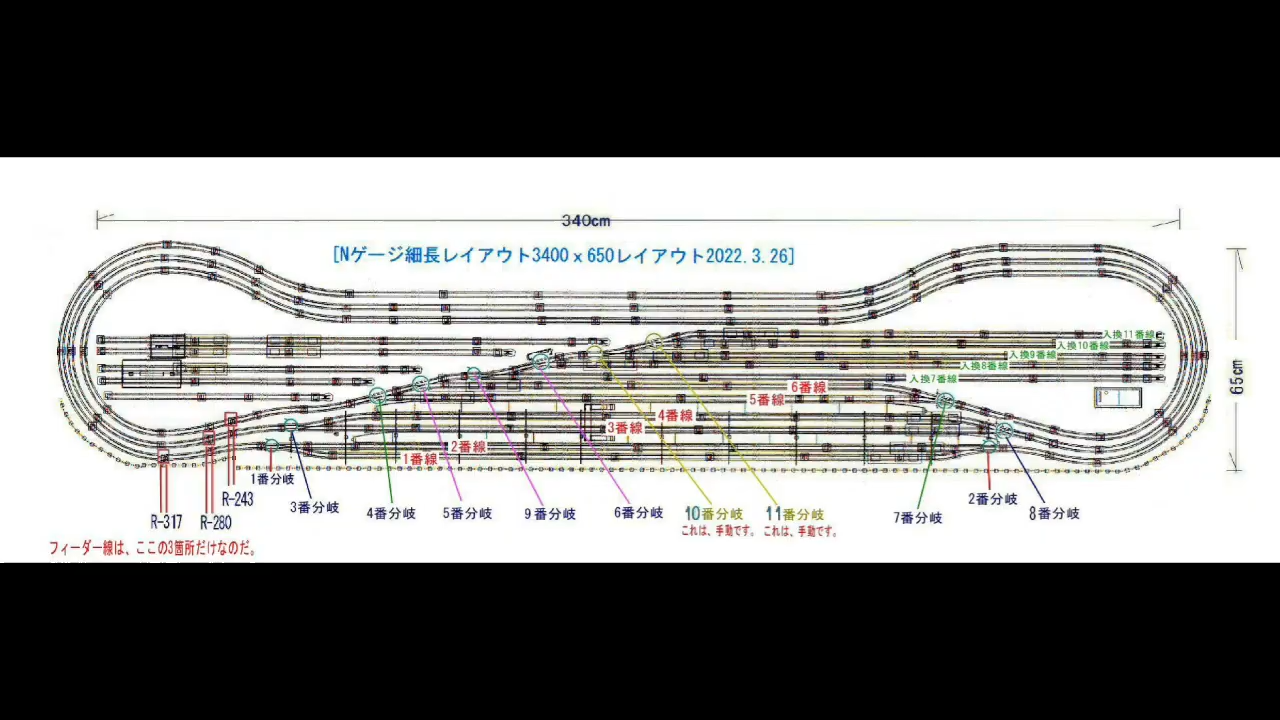 340cm
[Nゲージ細長レイアウト3400x650レイアウト2022.3.26]
入換11番線
入換10番線
入換9番線
入換8番線
入換7番線
65cm
6番線
5番線
4番線
3番線
2番線
1番線
1番分岐
3番分岐
4番分岐
5番分岐
9番分岐
6番分岐
10番分岐
これは、手動です。
11番分岐
これは、手動です。
7番分岐
2番分岐
8番分岐
R-243
R-280
R-317
フィーダー線は、ここの3箇所だけなのだ。